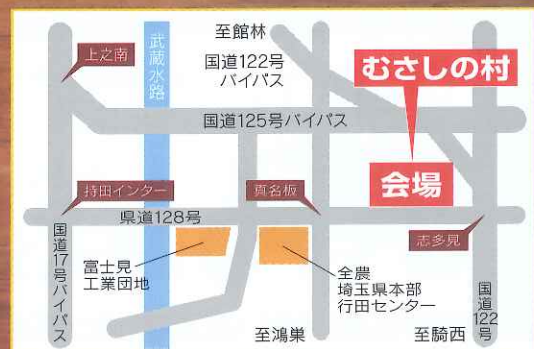 至館林
上之南
武蔵水路
国道122号
バイパス
むさしの村
国道125号バイパス
会場
持田インター
真名板
県道128号
志多見
国道17号バイパス
富士見
工業団地
全農
埼玉県本部
行田センター
国道122号
至鴻巣
至騎西